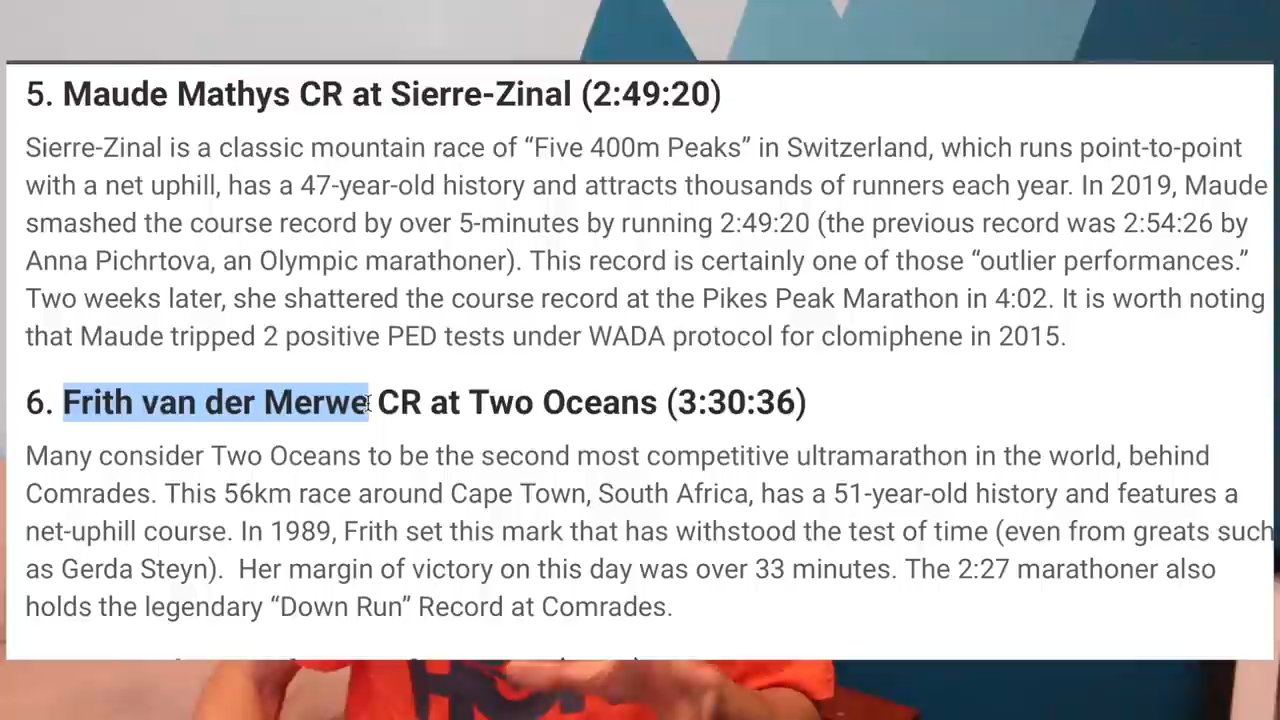 5. Maude Mathys CR at Sierre-Zinal (2:49:20)
Sierre-Zinal is a classic mountain race of “Five 400m Peaks” in Switzerland, which runs point-to-point
with a net uphill, has a 47-year-old history and attracts thousands of runners each year. In 2019, Maude
smashed the course record by over 5-minutes by running 2:49:20 (the previous record was 2:54:26 by
Anna Pichrtova, an Olympic marathoner). This record is certainly one of those “outlier performances.”
Two weeks later, she shattered the course record at the Pikes Peak Marathon in 4:02. It is worth noting
that Maude tripped 2 positive PED tests under WADA protocol for clomiphene in 2015.
6. Frith van der Merwe CR at Two Oceans (3:30:36)
Many consider Two Oceans to be the second most competitive ultramarathon in the world, behind
Comrades. This 56km race around Cape Town, South Africa, has a 51-year-old history and features a
net-uphill course. In 1989, Frith set this mark that has withstood the test of time (even from greats such
as Gerda Steyn).  Her margin of victory on this day was over 33 minutes. The 2:27 marathoner also
holds the legendary “Down Run” Record at Comrades.